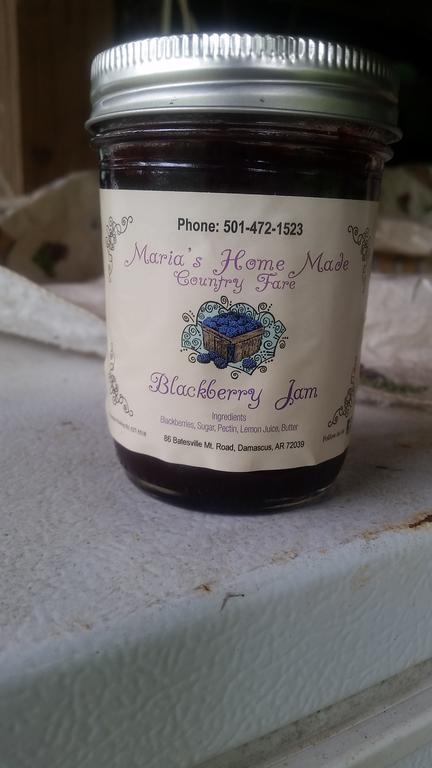 Phone: 501-472-1523
Maria's Home Made
Country Fare
Blackberry Jam
Ingredients
Blackberries, Sugar, Pectin, Lemon Juice, Butter
86 Batesville Mt. Road, Damascus, AR 72039
Follow